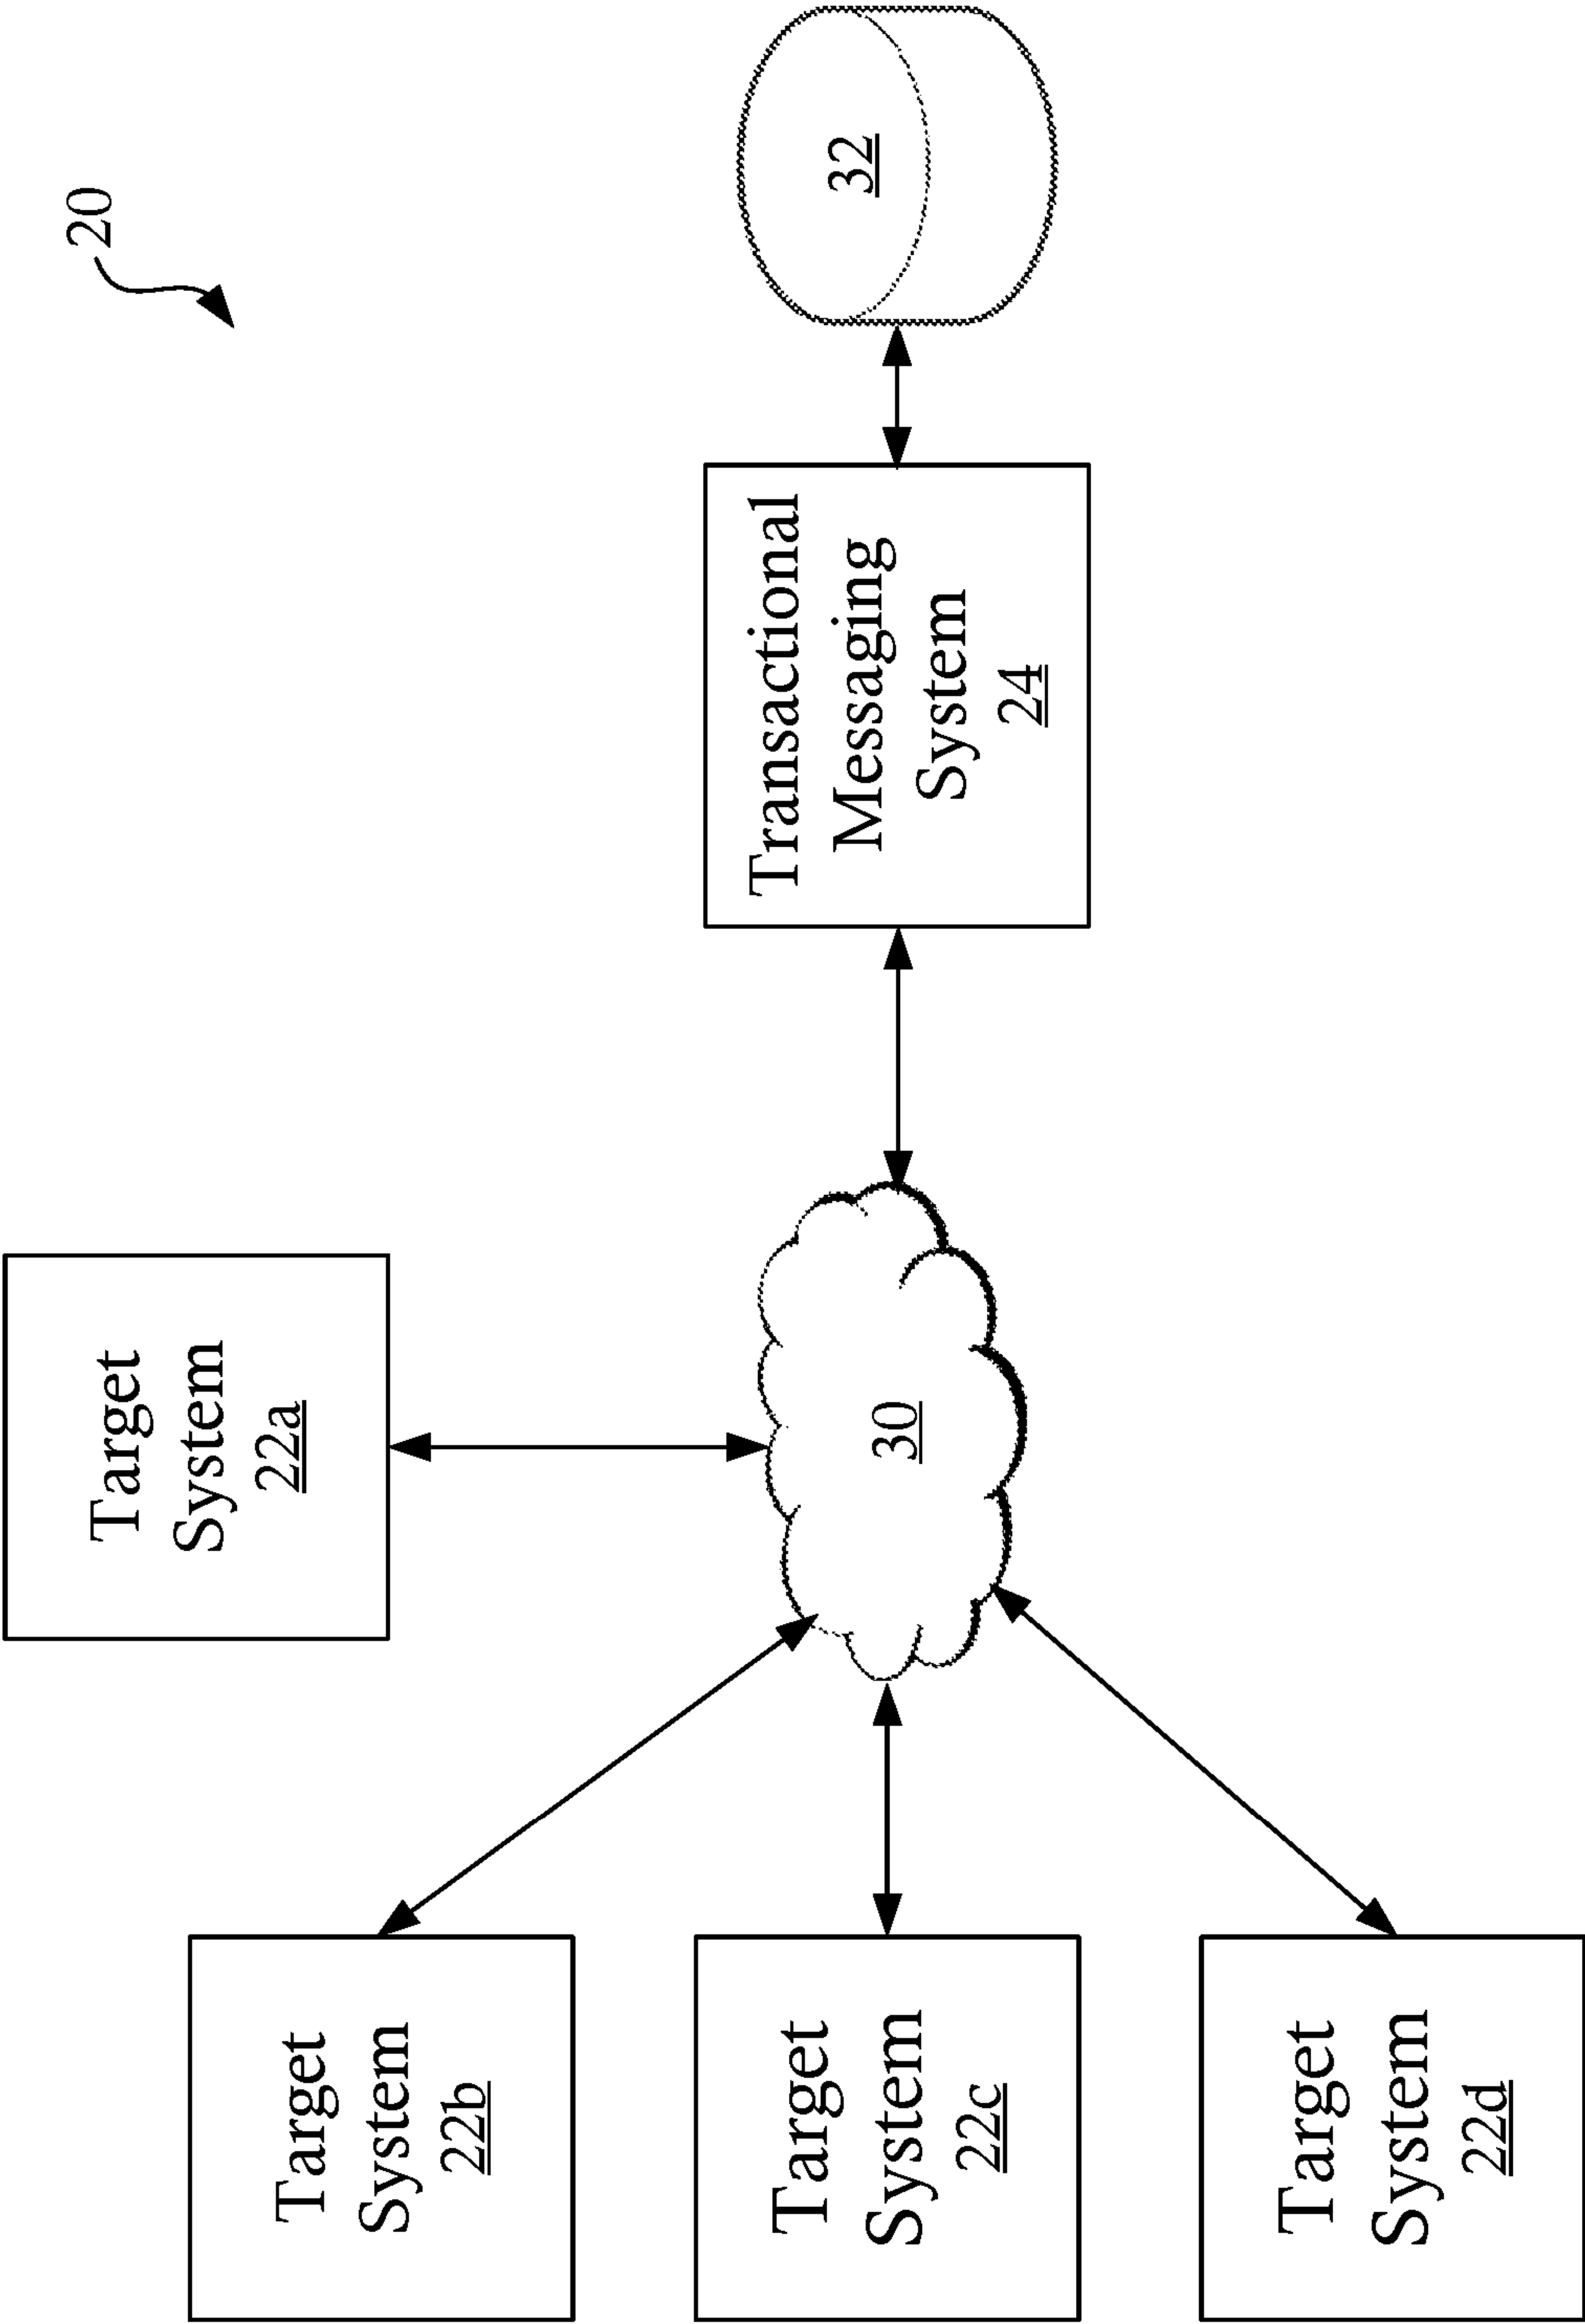 20
Target
System
22a
Target
System
22b
30
Transactional
Messaging
System
24
32
Target
System
22c
Target
System
22d